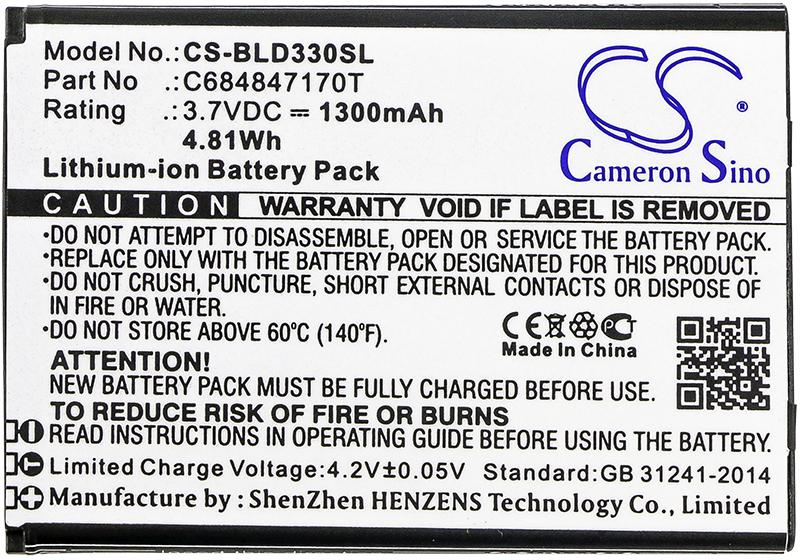 Model No.:CS-BLD330SL
Part No .:C684847170T
Rating .:3.7VDC ⎓ 1300mAh
4.81Wh
Lithium-ion Battery Pack
CS ®
Cameron Sino
CAUTION WARRANTY VOID IF LABEL IS REMOVED
•DO NOT ATTEMPT TO DISASSEMBLE, OPEN OR SERVICE THE BATTERY PACK.
•REPLACE ONLY WITH THE BATTERY PACK DESIGNATED FOR THIS PRODUCT.
•DO NOT CRUSH, PUNCTURE, SHORT EXTERNAL CONTACTS OR DISPOSE OF
IN FIRE OR WATER.
•DO NOT STORE ABOVE 60°C (140°F).
CE PCT
Made In China
ATTENTION!
NEW BATTERY PACK MUST BE FULLY CHARGED BEFORE USE.
TO REDUCE RISK OF FIRE OR BURNS
READ INSTRUCTIONS IN OPERATING GUIDE BEFORE USING BATTERY PACK.
Limited Charge Voltage:4.2V±0.05V Standard:GB 31241-2014
Manufacture by : ShenZhen HENZENS Technology Co., Limited